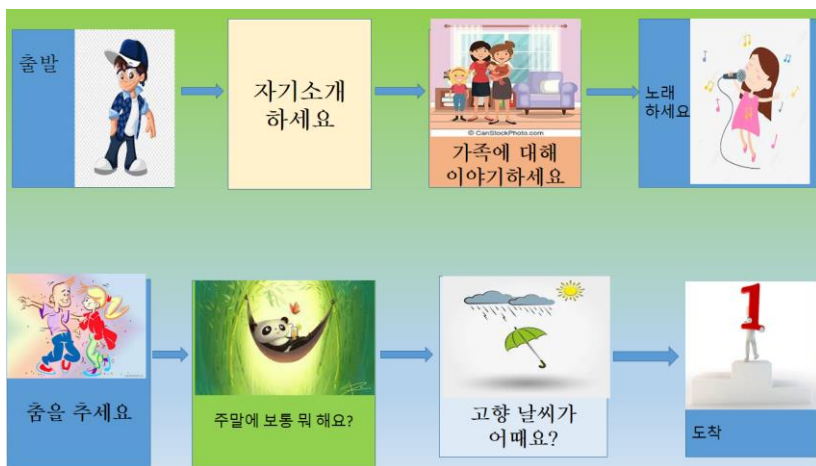 출발
자기소개
하세요
© CanStockPhoto.com
가족에 대해
이야기하세요
노래
하세요
춤을 추세요
주말에 보통 뭐 해요?
고향 날씨가
어때요?
1
도착